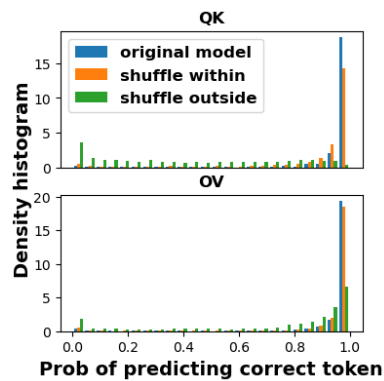 QK
original model
shuffle within
shuffle outside
15
10
5
0
OV
20
15
10
5
0
0.0 0.2 0.4 0.6 0.8 1.0
Density histogram
Prob of predicting correct token